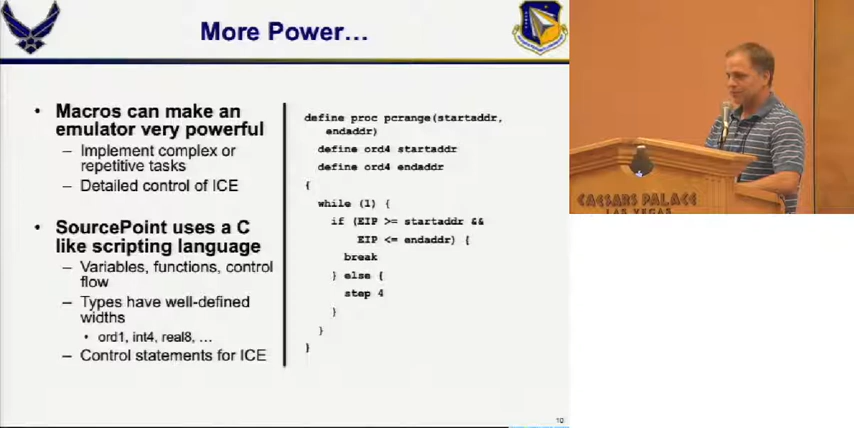 More Power…
• Macros can make an
emulator very powerful
– Implement complex or
repetitive tasks
– Detailed control of ICE
• SourcePoint uses a C
like scripting language
– Variables, functions, control
flow
– Types have well-defined
widths
• ord1, int4, real8, …
– Control statements for ICE
define proc pcrange(startaddr,
endaddr)
define ord4 startaddr
define ord4 endaddr
{
while (1) {
if (EIP >= startaddr &&
EIP <= endaddr) {
break
} else {
step 4
}
}
}
10
CAESARS PALACE
LAS VEGAS